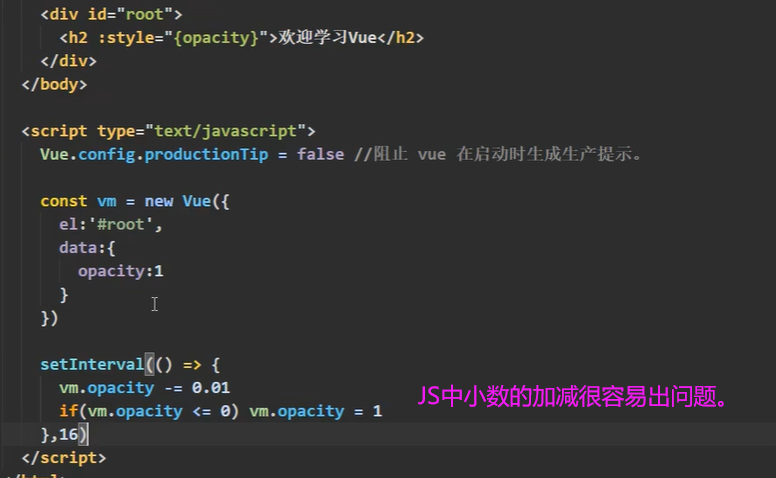 <div id="root">
<h2 :style="{opacity}">欢迎学习Vue</h2>
</div>
</body>
<script type="text/javascript">
Vue.config.productionTip = false //阻止 vue 在启动时生成生产提示。
const vm = new Vue({
el:'#root',
data:{
opacity:1
}
})
setInterval(() => {
vm.opacity -= 0.01
if(vm.opacity <= 0) vm.opacity = 1
JS中小数的加减很容易出问题。
},16)
</script>